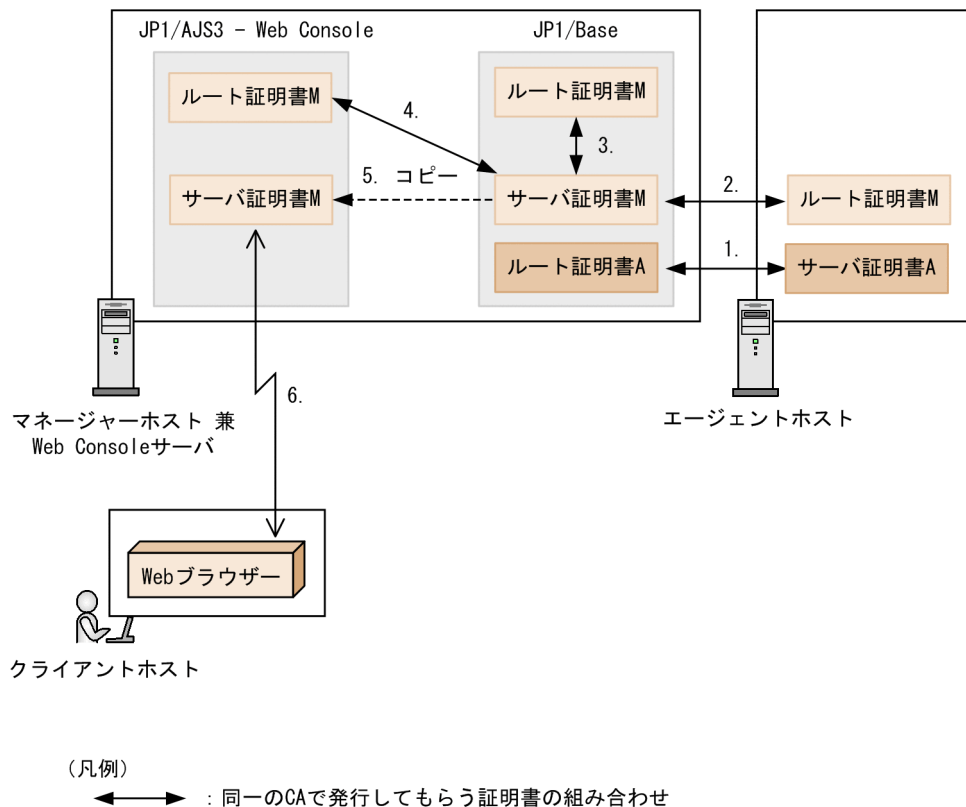 JP1/AJS3 - Web Console
JP1/Base
ルート証明書M
ルート証明書M
4.
3.
5. コピー
2.
サーバ証明書M
サーバ証明書M
ルート証明書M
1.
ルート証明書A
サーバ証明書A
6.
マネージャーホスト 兼
Web Consoleサーバ
エージェントホスト
Webブラウザー
クライアントホスト
(凡例)
:同一のCAで発行してもらう証明書の組み合わせ